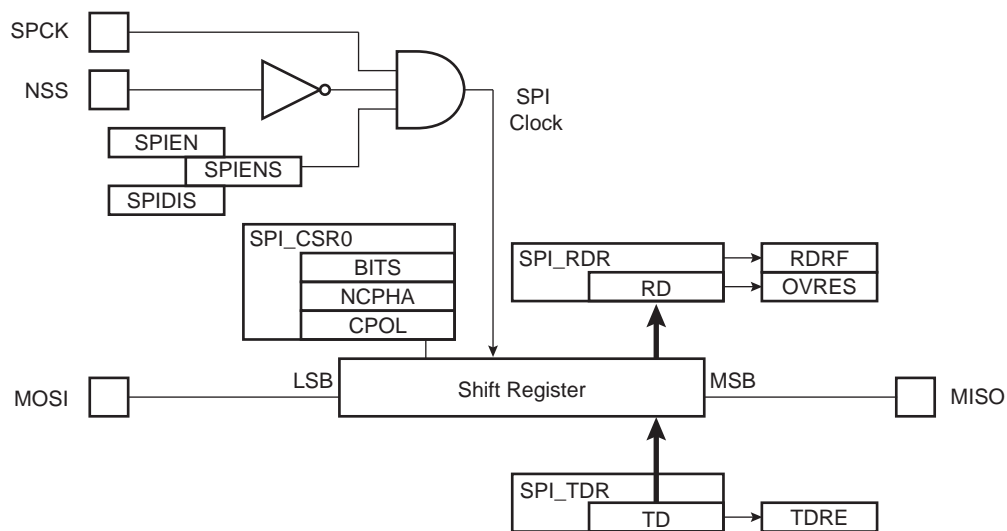 SPCK
NSS
SPI
Clock
SPIEN
SPIENS
SPIDIS
SPI_CSR0
BITS
NCPHA
CPOL
SPI_RDR
RD
RDRF
OVRES
MOSI
LSB
Shift Register
MSB
MISO
SPI_TDR
TD
TDRE